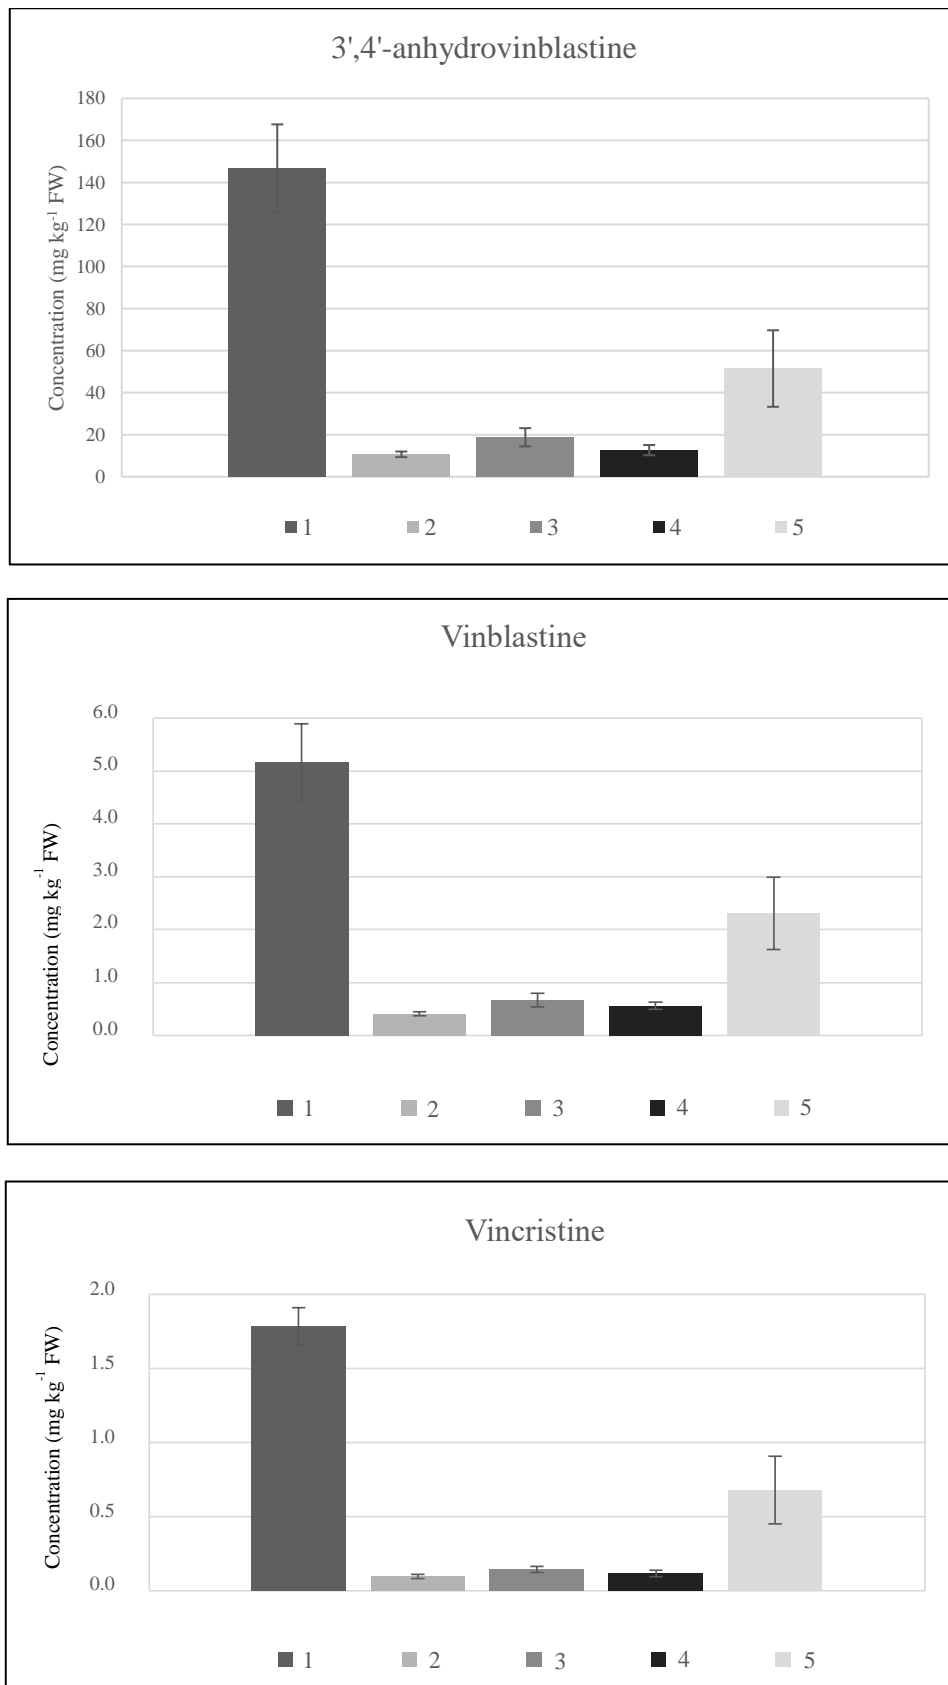 3',4'-anhydrovinblastine
Concentration (mg kg-1 FW)
180
160
140
120
100
80
60
40
20
0
1 2 3 4 5
Vinblastine
Concentration (mg kg-1 FW)
6.0
5.0
4.0
3.0
2.0
1.0
0.0
1 2 3 4 5
Vincristine
Concentration (mg kg-1 FW)
2.0
1.5
1.0
0.5
0.0
1 2 3 4 5